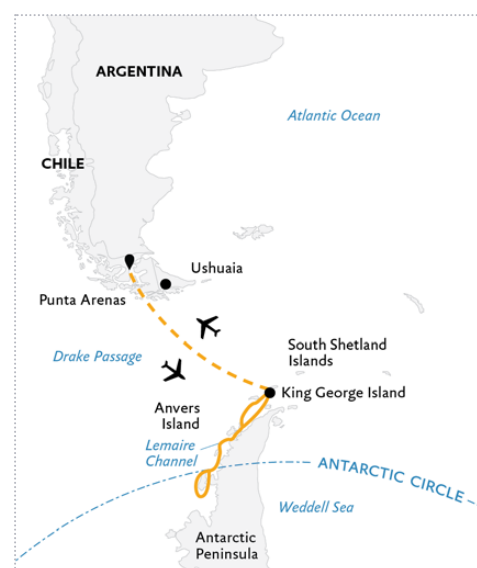 ARGENTINA
Atlantic Ocean
CHILE
Ushuaia
Punta Arenas
Drake Passage
South Shetland
Islands
King George Island
Anvers
Island
Lemaire
Channel
ANTARCTIC CIRCLE
Weddell Sea
Antarctic
Peninsula